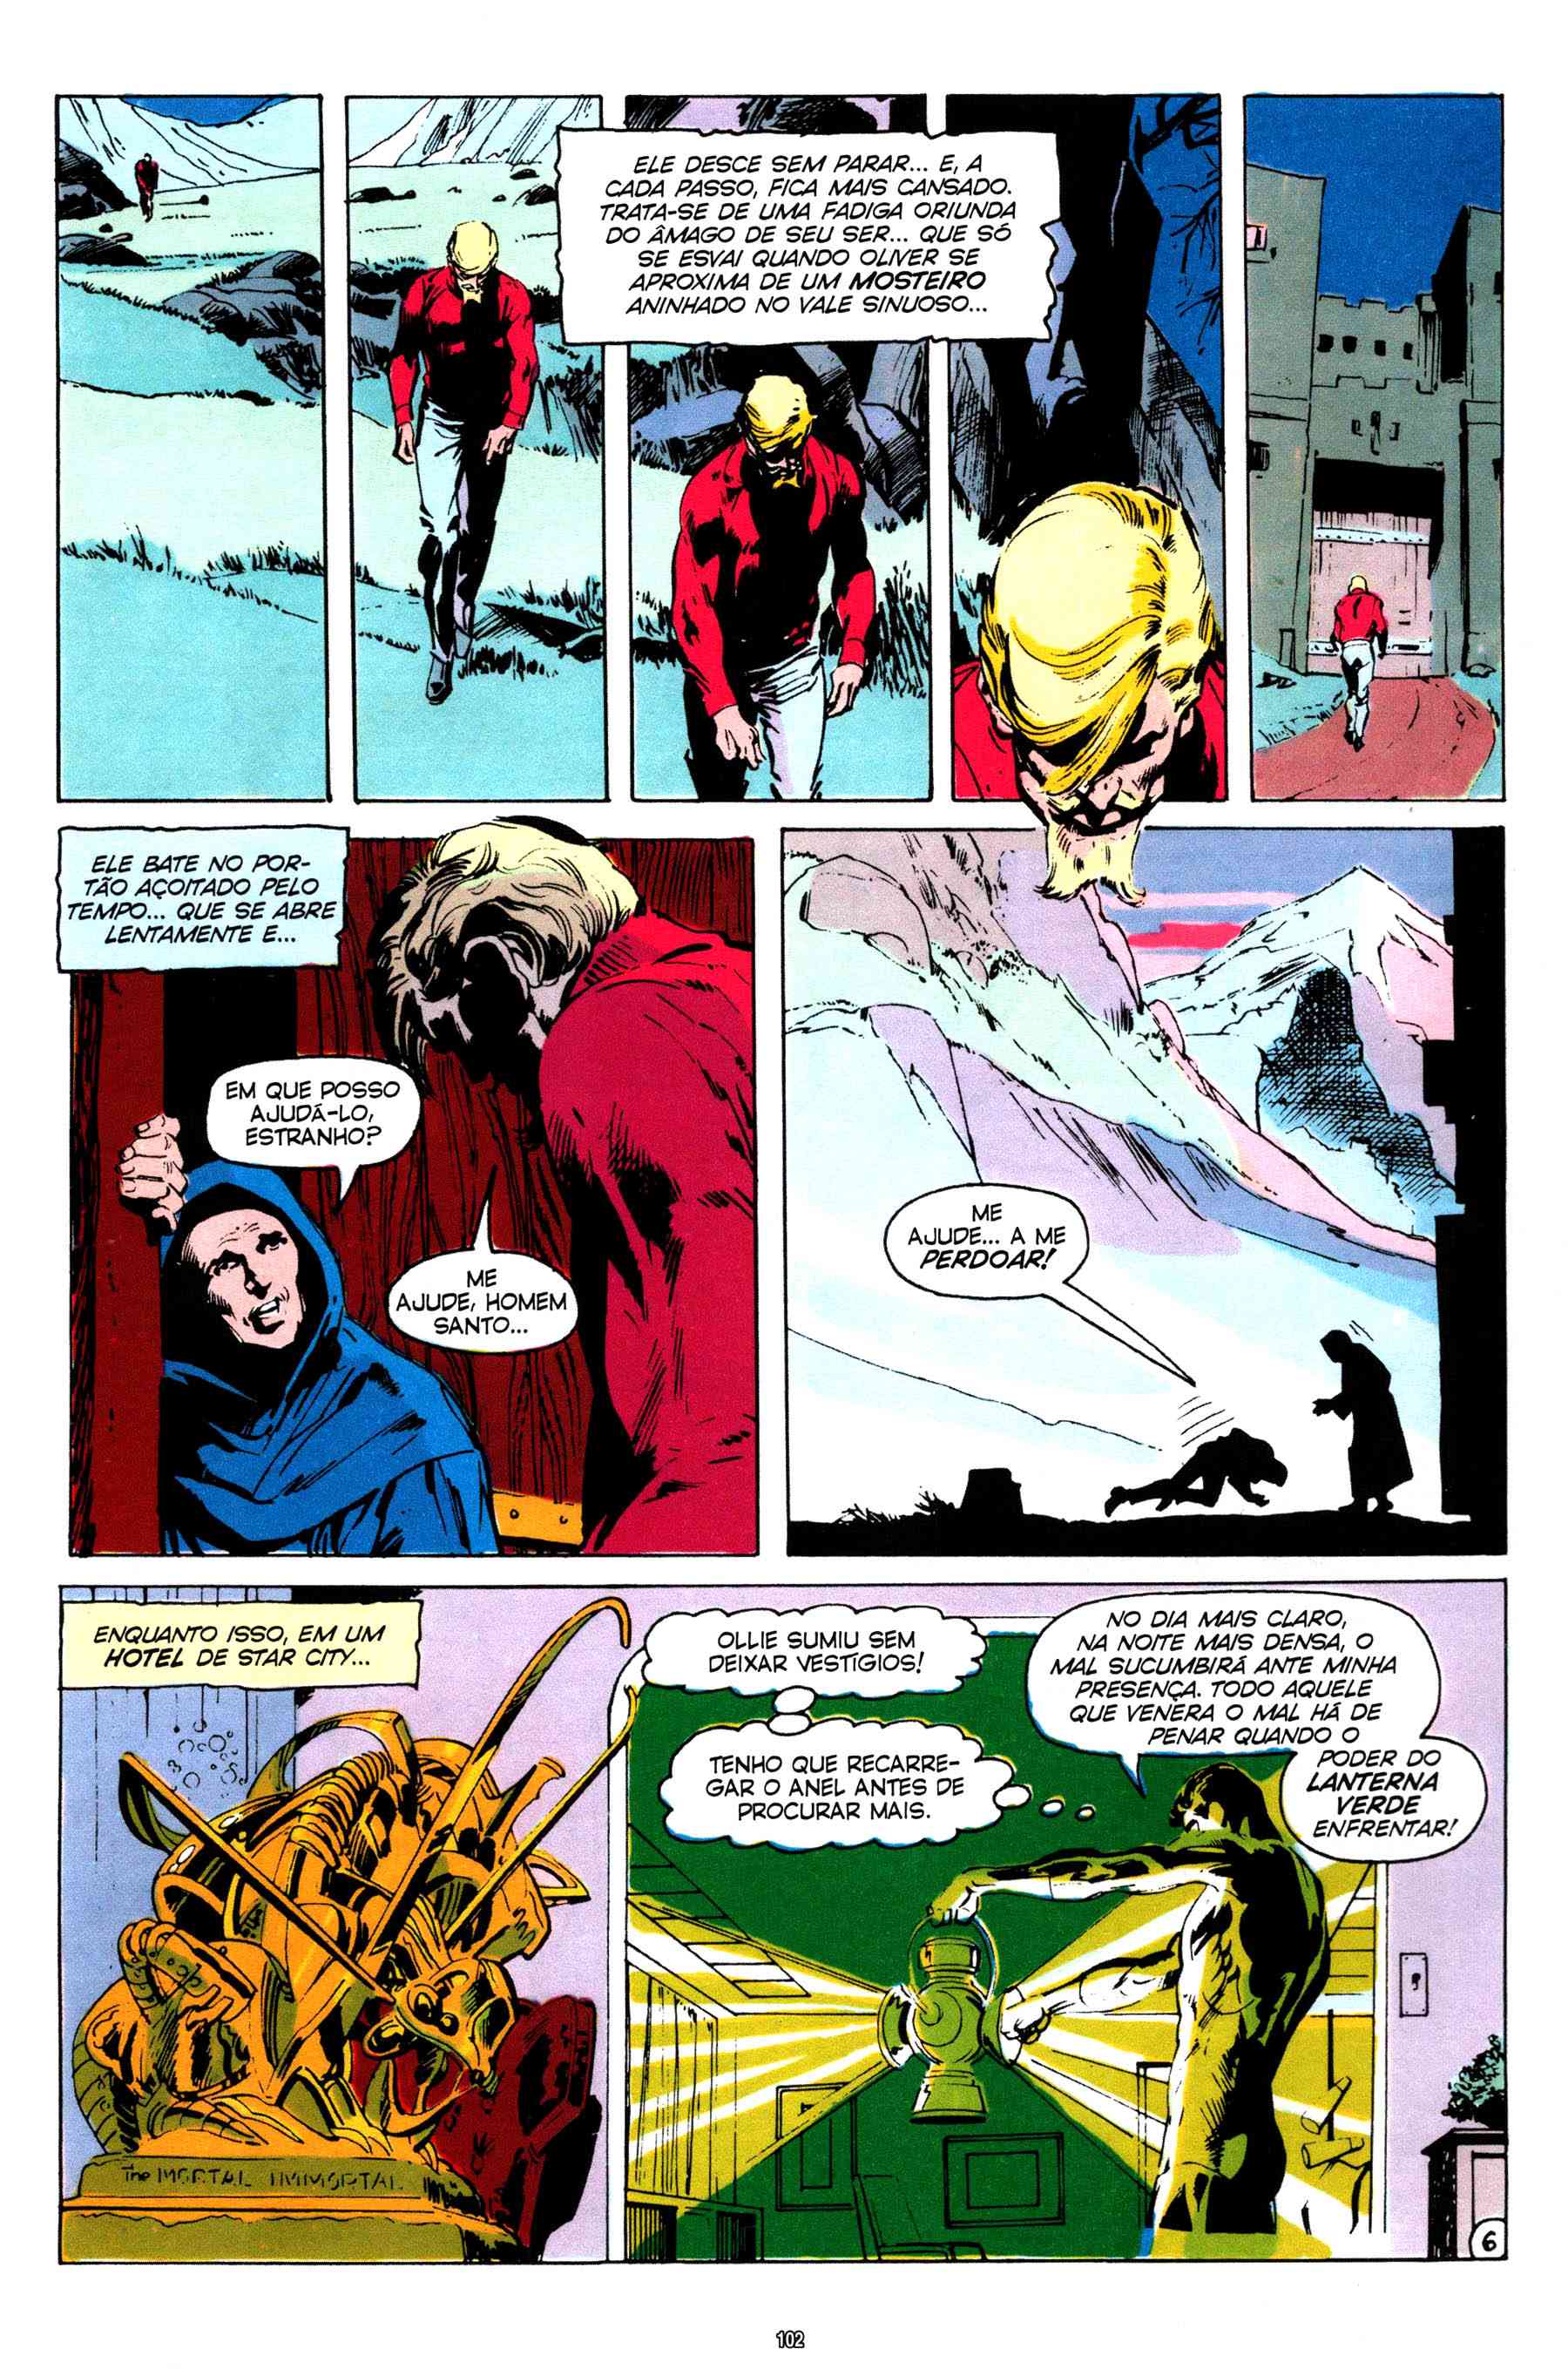 ELE DESCE SEM PARAR... E, A
CADA PASSO, FICA MAIS CANSADO.
TRATA-SE DE UMA FADIGA ORIUNDA
DO ÂMAGO DE SEU SER... QUE SÓ
SE ESVAI QUANDO OLIVER SE
APROXIMA DE UM MOSTEIRO
ANINHADO NO VALE SINUOSO...
ELE BATE NO POR-
TÃO AÇOITADO PELO
TEMPO... QUE SE ABRE
LENTAMENTE E...
EM QUE POSSO
AJUDÁ-LO,
ESTRANHO?
ME
AJUDE, HOMEM
SANTO...
ME
AJUDE... A ME
PERDOAR!
ENQUANTO ISSO, EM UM
HOTEL DE STAR CITY...
OLLIE SUMIU SEM
DEIXAR VESTÍGIOS!
TENHO QUE RECARRE-
GAR O ANEL ANTES DE
PROCURAR MAIS.
NO DIA MAIS CLARO,
NA NOITE MAIS DENSA, O
MAL SUCUMBIRÁ ANTE MINHA
PRESENÇA. TODO AQUELE
QUE VENERA O MAL HÁ DE
PENAR QUANDO O
PODER DO
LANTERNA
VERDE
ENFRENTAR!
The MORTAL IMMORTAL
6
102